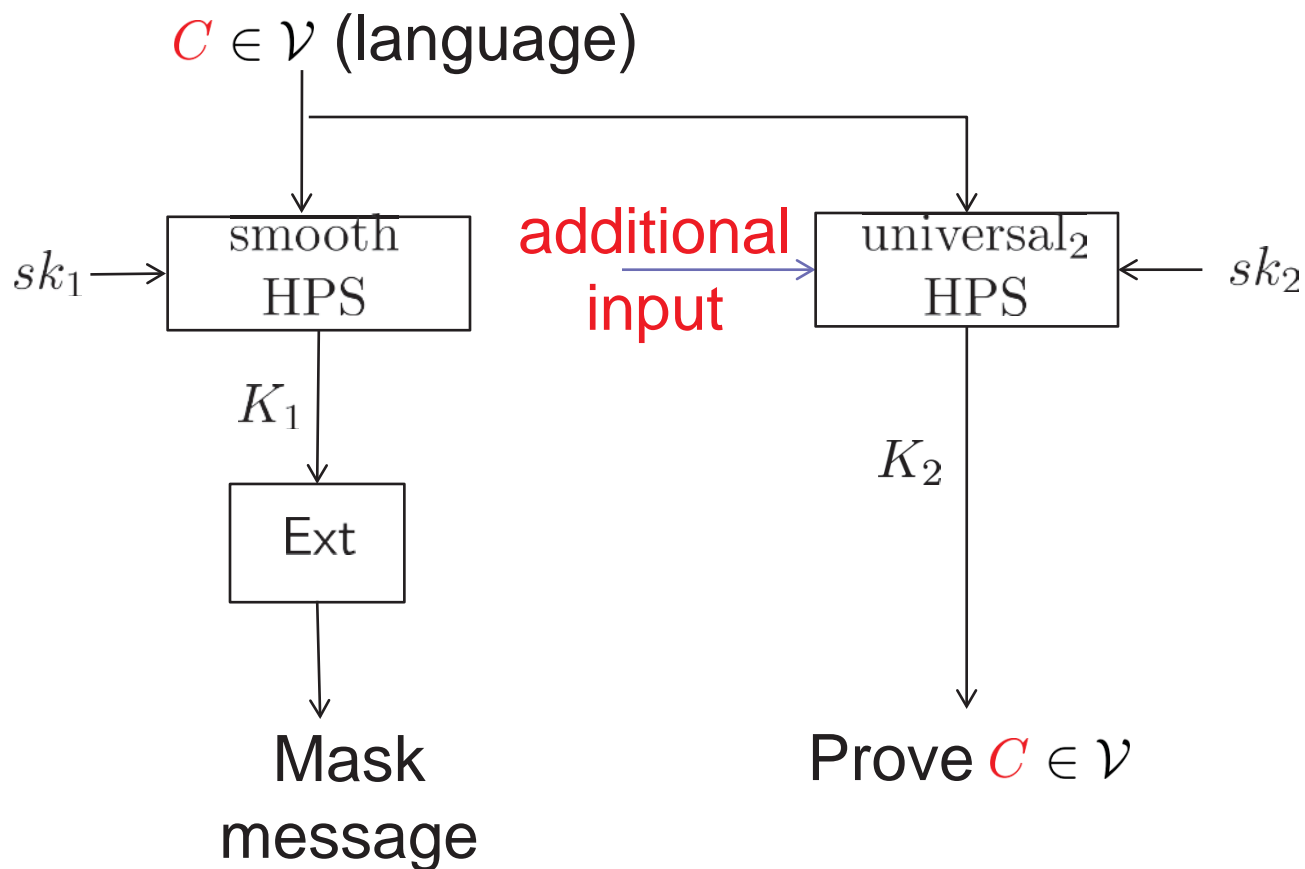 C ∈ 𝒱 (language)
smooth
HPS
sk₁
additional
input
universal₂
HPS
sk₂
K₁
K₂
Ext
Mask
message
Prove C ∈ 𝒱